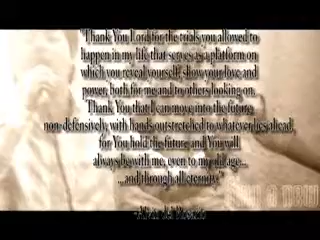 "Thank You Lord for the trials you allowed to
happen in my life that serves as a platform on
which you reveal yourself, show your love and
power, both for me and to others looking on.
Thank You that I can move into the future
non-defensively, with hands outstretched to whatever lies ahead,
for You hold the future and You will
always be with me, even to my old age...
...and through all eternity."
a new